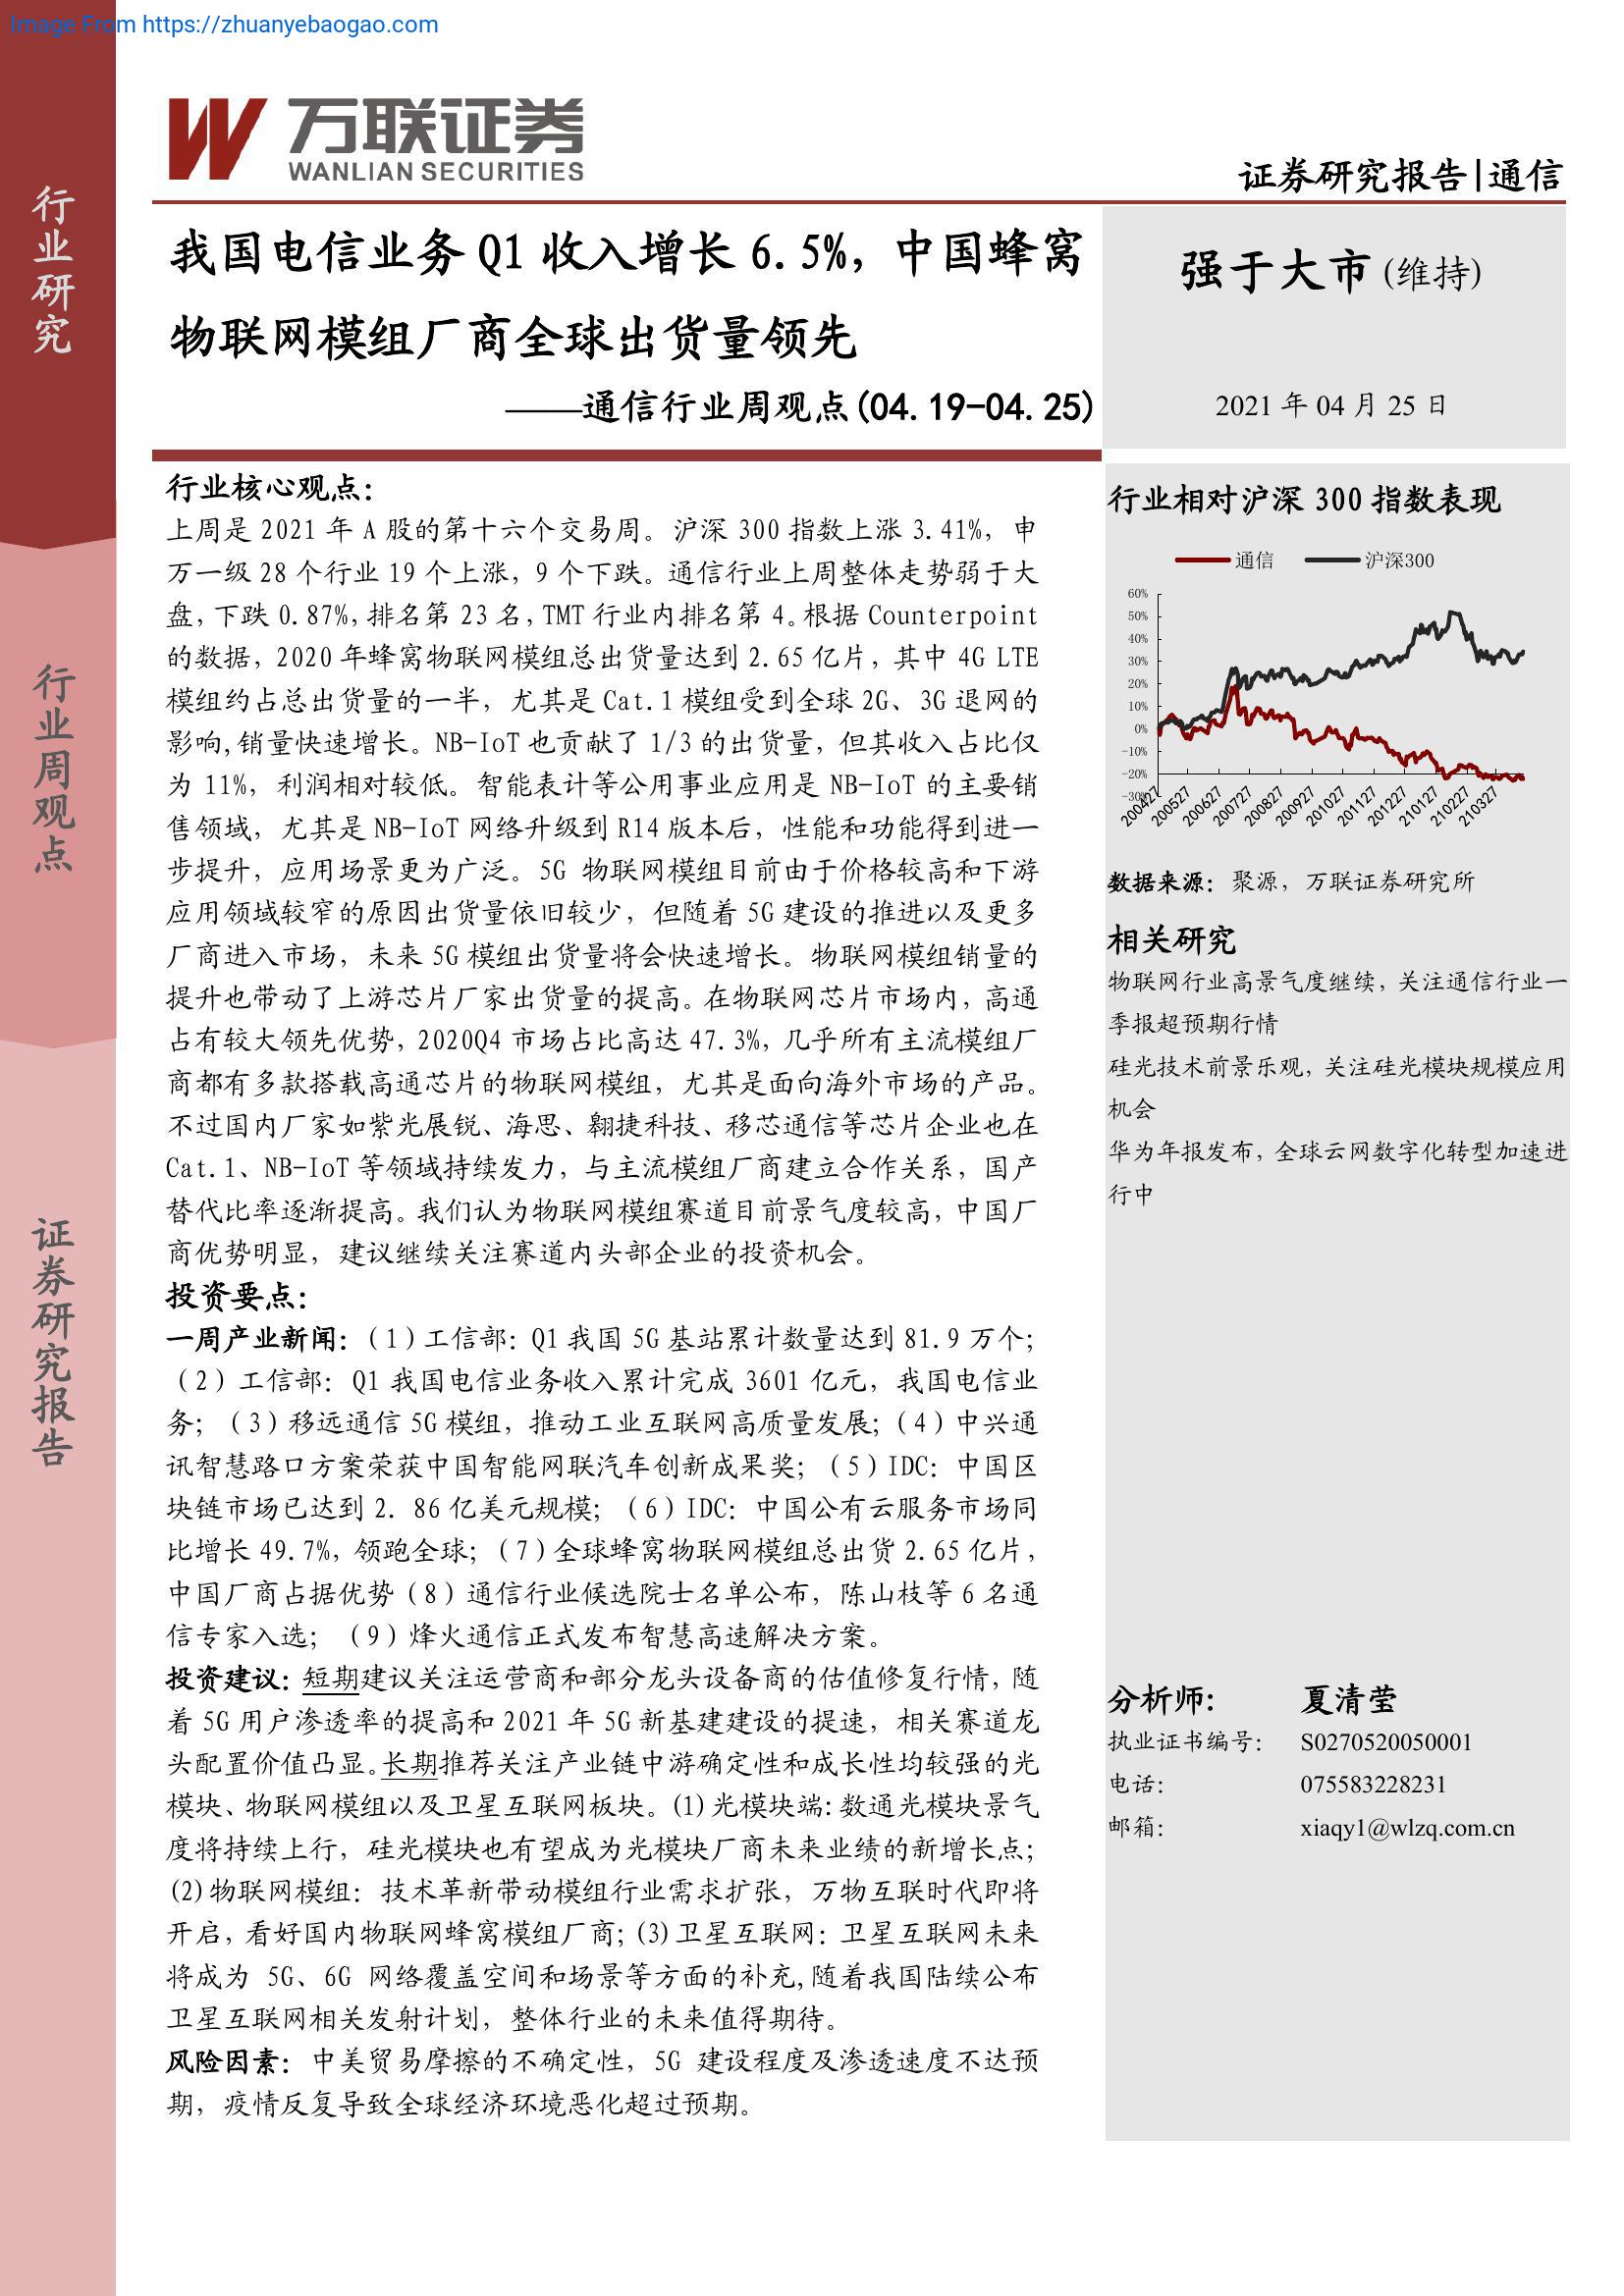 Image From https://zhuanyebaogao.com
万联证券
WANLIAN SECURITIES
证券研究报告|通信
行业研究
行业周观点
证券研究报告
我国电信业务 Q1 收入增长 6.5%，中国蜂窝
物联网模组厂商全球出货量领先
——通信行业周观点(04.19-04.25)
强于大市(维持)
2021 年 04 月 25 日
行业核心观点：
上周是 2021 年 A 股的第十六个交易周。沪深 300 指数上涨 3.41%，申
万一级 28 个行业 19 个上涨，9 个下跌。通信行业上周整体走势弱于大
盘，下跌 0.87%，排名第 23 名，TMT 行业内排名第 4。根据 Counterpoint
的数据，2020 年蜂窝物联网模组总出货量达到 2.65 亿片，其中 4G LTE
模组约占总出货量的一半，尤其是 Cat.1 模组受到全球 2G、3G 退网的
影响,销量快速增长。NB-IoT 也贡献了 1/3 的出货量，但其收入占比仅
为 11%，利润相对较低。智能表计等公用事业应用是 NB-IoT 的主要销
售领域，尤其是 NB-IoT 网络升级到 R14 版本后，性能和功能得到进一
步提升，应用场景更为广泛。5G 物联网模组目前由于价格较高和下游
应用领域较窄的原因出货量依旧较少，但随着 5G 建设的推进以及更多
厂商进入市场，未来 5G 模组出货量将会快速增长。物联网模组销量的
提升也带动了上游芯片厂家出货量的提高。在物联网芯片市场内，高通
占有较大领先优势，2020Q4 市场占比高达 47.3%，几乎所有主流模组厂
商都有多款搭载高通芯片的物联网模组，尤其是面向海外市场的产品。
不过国内厂家如紫光展锐、海思、翱捷科技、移芯通信等芯片企业也在
Cat.1、NB-IoT 等领域持续发力，与主流模组厂商建立合作关系，国产
替代比率逐渐提高。我们认为物联网模组赛道目前景气度较高，中国厂
商优势明显，建议继续关注赛道内头部企业的投资机会。
投资要点：
一周产业新闻：（1）工信部：Q1 我国 5G 基站累计数量达到 81.9 万个；
（2）工信部：Q1 我国电信业务收入累计完成 3601 亿元，我国电信业
务；（3）移远通信 5G 模组，推动工业互联网高质量发展；（4）中兴通
讯智慧路口方案荣获中国智能网联汽车创新成果奖；（5）IDC：中国区
块链市场已达到 2. 86 亿美元规模；（6）IDC：中国公有云服务市场同
比增长 49.7%，领跑全球；（7）全球蜂窝物联网模组总出货 2.65 亿片，
中国厂商占据优势（8）通信行业候选院士名单公布，陈山枝等 6 名通
信专家入选；（9）烽火通信正式发布智慧高速解决方案。
投资建议：短期建议关注运营商和部分龙头设备商的估值修复行情，随
着 5G 用户渗透率的提高和 2021 年 5G 新基建建设的提速，相关赛道龙
头配置价值凸显。长期推荐关注产业链中游确定性和成长性均较强的光
模块、物联网模组以及卫星互联网板块。(1)光模块端：数通光模块景气
度将持续上行，硅光模块也有望成为光模块厂商未来业绩的新增长点；
(2)物联网模组：技术革新带动模组行业需求扩张，万物互联时代即将
开启，看好国内物联网蜂窝模组厂商；(3)卫星互联网：卫星互联网未来
将成为 5G、6G 网络覆盖空间和场景等方面的补充,随着我国陆续公布
卫星互联网相关发射计划，整体行业的未来值得期待。
风险因素：中美贸易摩擦的不确定性，5G 建设程度及渗透速度不达预
期，疫情反复导致全球经济环境恶化超过预期。
行业相对沪深 300 指数表现
通信 沪深300
60%
50%
40%
30%
20%
10%
0%
-10%
-20%
-30%
200427 200527 200627 200727 200827 200927 201027 201127 201227 210127 210227 210327
数据来源：聚源，万联证券研究所
相关研究
物联网行业高景气度继续，关注通信行业一
季报超预期行情
硅光技术前景乐观，关注硅光模块规模应用
机会
华为年报发布，全球云网数字化转型加速进
行中
分析师： 夏清莹
执业证书编号： S0270520050001
电话： 075583228231
邮箱： xiaqy1@wlzq.com.cn